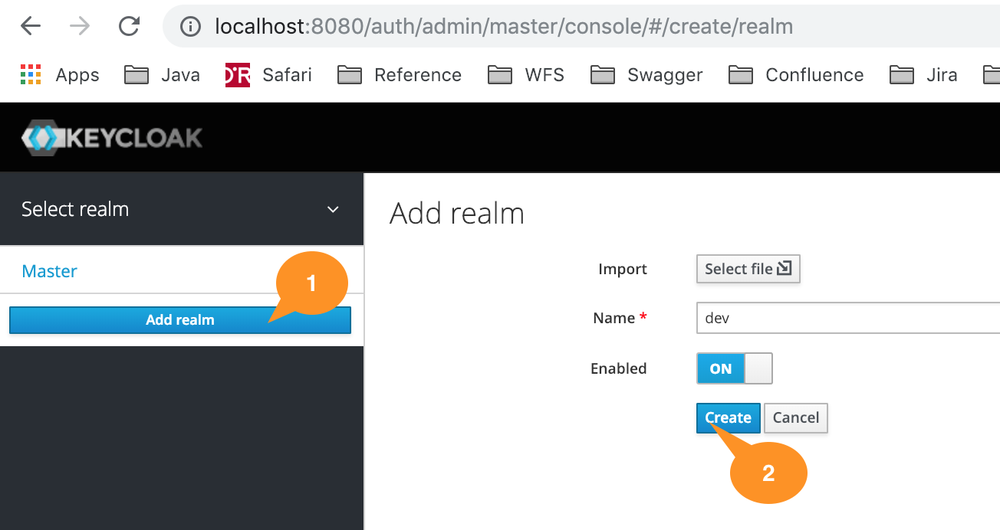 localhost:8080/auth/admin/master/console/#/create/realm
Apps Java O'R Safari Reference WFS Swagger Confluence Jira
KEYCLOAK
Select realm
Add realm
Master
1
Add realm
Import Select file
Name * dev
Enabled ON
Create Cancel
2